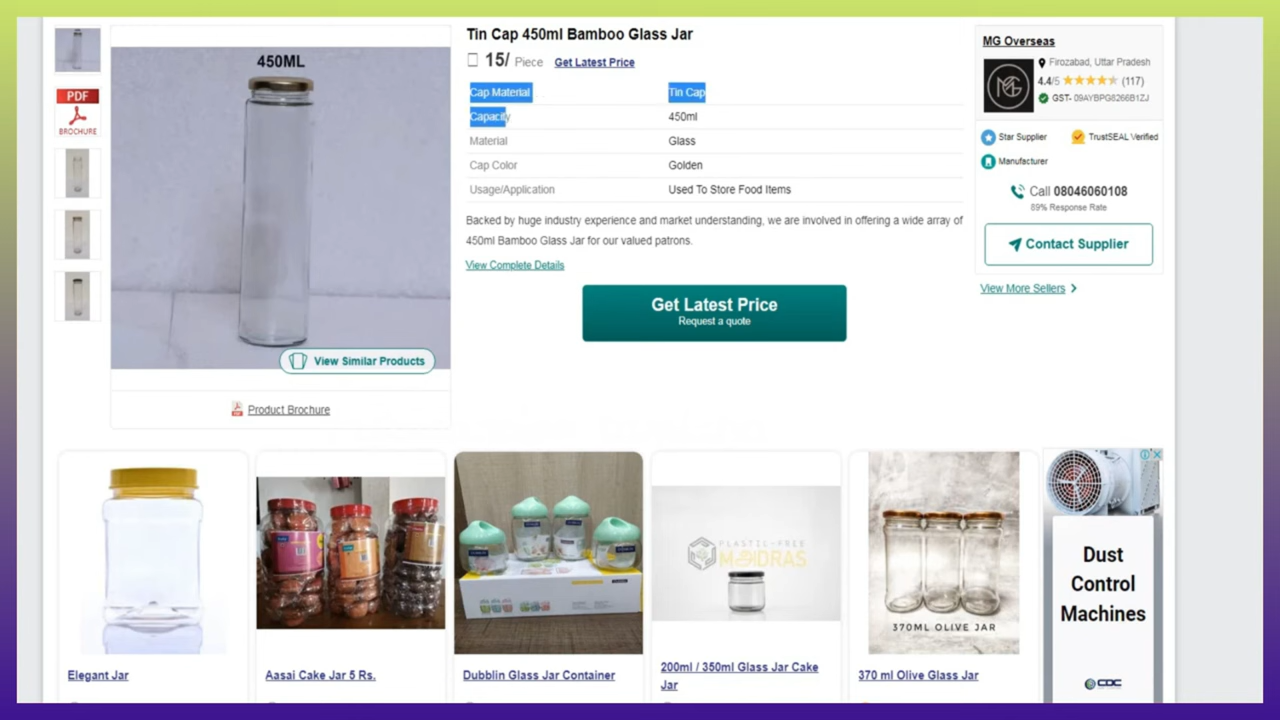 Tin Cap 450ml Bamboo Glass Jar
15/ Piece Get Latest Price
Cap Material Tin Cap
Capacity 450ml
Material Glass
Cap Color Golden
Usage/Application Used To Store Food Items
Backed by huge industry experience and market understanding, we are involved in offering a wide array of
450ml Bamboo Glass Jar for our valued patrons.
View Complete Details
Get Latest Price
Request a quote
450ML
View Similar Products
Product Brochure
PDF
BROCHURE
MG Overseas
Firozabad, Uttar Pradesh
4.4/5 (117)
GST- 09AYBPG8266B1ZJ
Star Supplier TrustSEAL Verified
Manufacturer
Call 08046060108
89% Response Rate
Contact Supplier
View More Sellers
PLASTIC-FREE
MADRAS
370ML OLIVE JAR
Elegant Jar
Aasai Cake Jar 5 Rs.
Dubblin Glass Jar Container
200ml / 350ml Glass Jar Cake
Jar
370 ml Olive Glass Jar
Dust
Control
Machines
CDC